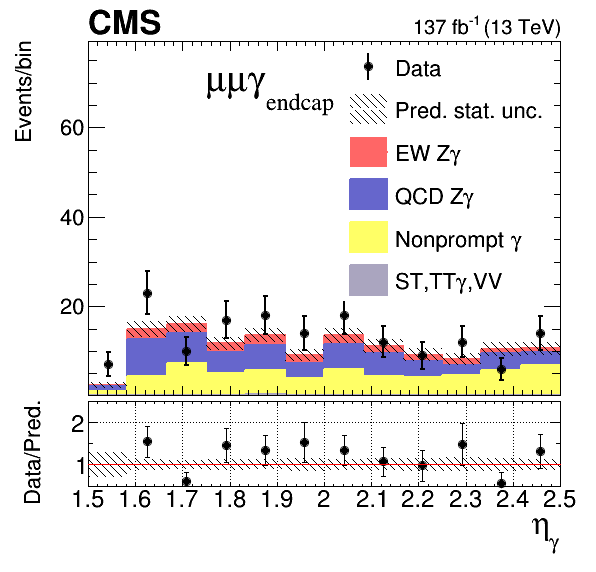 CMS 137 fb⁻¹ (13 TeV)
Events/bin
μμγ endcap
Data
Pred. stat. unc.
EW Zγ
QCD Zγ
Nonprompt γ
ST,TTγ,VV
60
40
20
Data/Pred.
2
1
1.5 1.6 1.7 1.8 1.9 2 2.1 2.2 2.3 2.4 2.5
ηγ